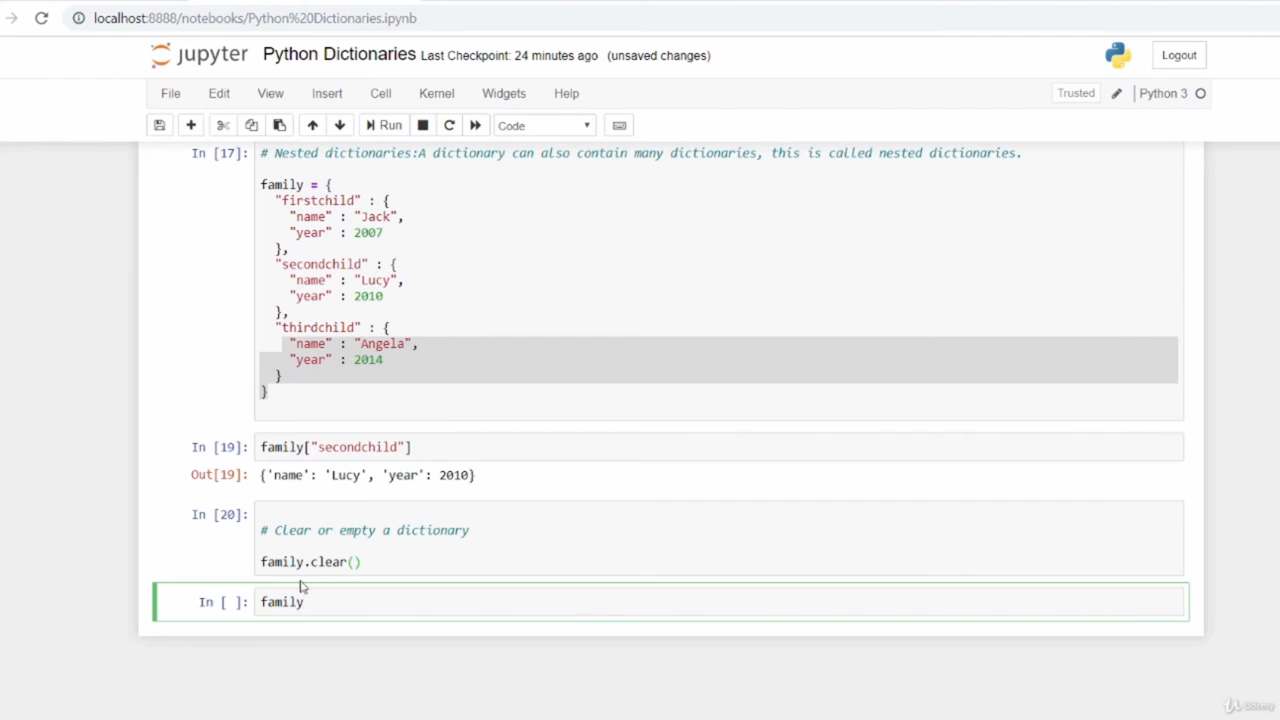 localhost:8888/notebooks/Python%20Dictionaries.ipynb
jupyter Python Dictionaries Last Checkpoint: 24 minutes ago (unsaved changes) Logout
File Edit View Insert Cell Kernel Widgets Help Trusted Python 3
Run Code
In [17]: # Nested dictionaries:A dictionary can also contain many dictionaries, this is called nested dictionaries.
family = {
"firstchild" : {
"name" : "Jack",
"year" : 2007
},
"secondchild" : {
"name" : "Lucy",
"year" : 2010
},
"thirdchild" : {
"name" : "Angela",
"year" : 2014
}
}
In [19]: family["secondchild"]
Out[19]: {'name': 'Lucy', 'year': 2010}
In [20]:
# Clear or empty a dictionary
family.clear()
In [ ]: family
Udemy